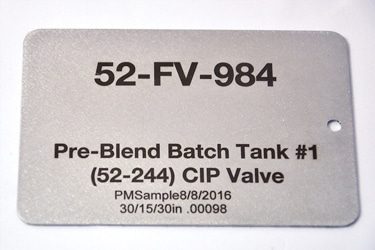 52-FV-984
Pre-Blend Batch Tank #1
(52-244) CIP Valve
PMSample8/8/2016
30/15/30in .00098